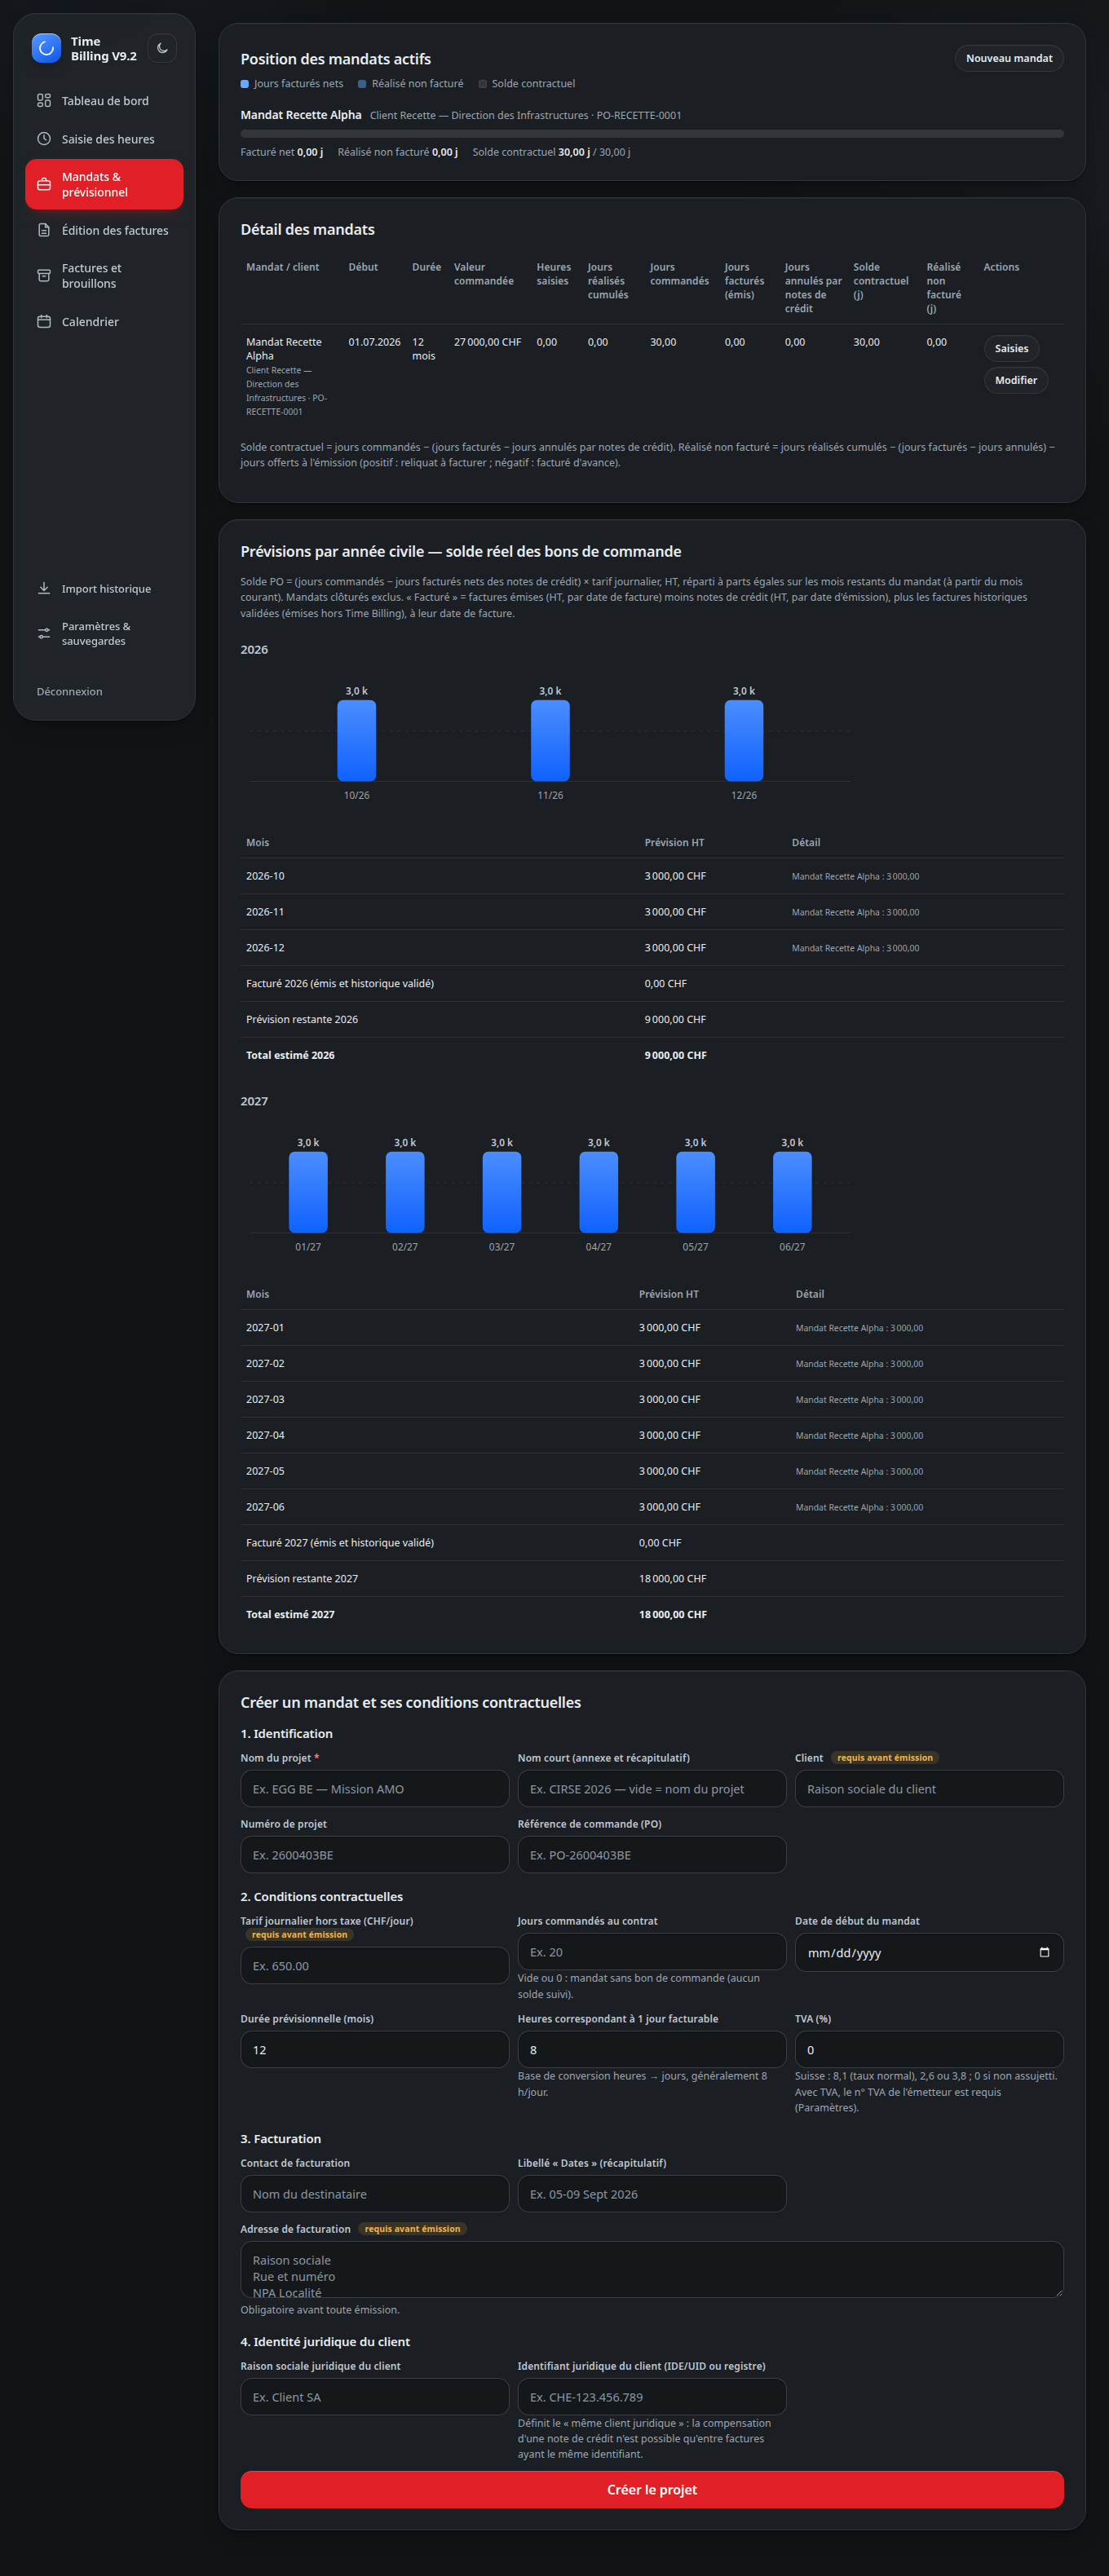 Time
Billing V9.2
Tableau de bord
Saisie des heures
Mandats &
prévisionnel
Édition des factures
Factures et
brouillons
Calendrier
Import historique
Paramètres &
sauvegardes
Déconnexion
Position des mandats actifs
Nouveau mandat
Jours facturés nets Réalisé non facturé Solde contractuel
Mandat Recette Alpha Client Recette — Direction des Infrastructures · PO-RECETTE-0001
Facturé net 0,00 j Réalisé non facturé 0,00 j Solde contractuel 30,00 j / 30,00 j
Détail des mandats
Mandat / client Début Durée Valeur commandée Heures saisies Jours réalisés cumulés Jours commandés Jours facturés (émis) Jours annulés par notes de crédit Solde contractuel (j) Réalisé non facturé (j) Actions
Mandat Recette Alpha 01.07.2026 12 mois 27 000,00 CHF 0,00 0,00 30,00 0,00 0,00 30,00 0,00 Saisies
Client Recette —
Direction des
Infrastructures · PO-
RECETTE-0001
Modifier
Solde contractuel = jours commandés − (jours facturés − jours annulés par notes de crédit). Réalisé non facturé = jours réalisés cumulés − (jours facturés − jours annulés) −
jours offerts à l'émission (positif : reliquat à facturer ; négatif : facturé d'avance).
Prévisions par année civile — solde réel des bons de commande
Solde PO = (jours commandés − jours facturés nets des notes de crédit) × tarif journalier, HT, réparti à parts égales sur les mois restants du mandat (à partir du mois
courant). Mandats clôturés exclus. « Facturé » = factures émises (HT, par date de facture) moins notes de crédit (HT, par date d'émission), plus les factures historiques
validées (émises hors Time Billing), à leur date de facture.
2026
3,0 k 3,0 k 3,0 k
10/26 11/26 12/26
Mois Prévision HT Détail
2026-10 3 000,00 CHF Mandat Recette Alpha : 3 000,00
2026-11 3 000,00 CHF Mandat Recette Alpha : 3 000,00
2026-12 3 000,00 CHF Mandat Recette Alpha : 3 000,00
Facturé 2026 (émis et historique validé) 0,00 CHF
Prévision restante 2026 9 000,00 CHF
Total estimé 2026 9 000,00 CHF
2027
3,0 k 3,0 k 3,0 k 3,0 k 3,0 k 3,0 k
01/27 02/27 03/27 04/27 05/27 06/27
Mois Prévision HT Détail
2027-01 3 000,00 CHF Mandat Recette Alpha : 3 000,00
2027-02 3 000,00 CHF Mandat Recette Alpha : 3 000,00
2027-03 3 000,00 CHF Mandat Recette Alpha : 3 000,00
2027-04 3 000,00 CHF Mandat Recette Alpha : 3 000,00
2027-05 3 000,00 CHF Mandat Recette Alpha : 3 000,00
2027-06 3 000,00 CHF Mandat Recette Alpha : 3 000,00
Facturé 2027 (émis et historique validé) 0,00 CHF
Prévision restante 2027 18 000,00 CHF
Total estimé 2027 18 000,00 CHF
Créer un mandat et ses conditions contractuelles
1. Identification
Nom du projet * Nom court (annexe et récapitulatif) Client requis avant émission
Ex. EGG BE — Mission AMO Ex. CIRSE 2026 — vide = nom du projet Raison sociale du client
Numéro de projet Référence de commande (PO)
Ex. 2600403BE Ex. PO-2600403BE
2. Conditions contractuelles
Tarif journalier hors taxe (CHF/jour) Jours commandés au contrat Date de début du mandat
requis avant émission
Ex. 650.00 Ex. 20 mm/dd/yyyy
Vide ou 0 : mandat sans bon de commande (aucun
solde suivi).
Durée prévisionnelle (mois) Heures correspondant à 1 jour facturable TVA (%)
12 8 0
Base de conversion heures → jours, généralement 8
h/jour.
Suisse : 8,1 (taux normal), 2,6 ou 3,8 ; 0 si non assujetti.
Avec TVA, le n° TVA de l'émetteur est requis
(Paramètres).
3. Facturation
Contact de facturation Libellé « Dates » (récapitulatif)
Nom du destinataire Ex. 05-09 Sept 2026
Adresse de facturation requis avant émission
Raison sociale
Rue et numéro
NPA Localité
Obligatoire avant toute émission.
4. Identité juridique du client
Raison sociale juridique du client Identifiant juridique du client (IDE/UID ou registre)
Ex. Client SA Ex. CHE-123.456.789
Définit le « même client juridique » : la compensation
d'une note de crédit n'est possible qu'entre factures
ayant le même identifiant.
Créer le projet